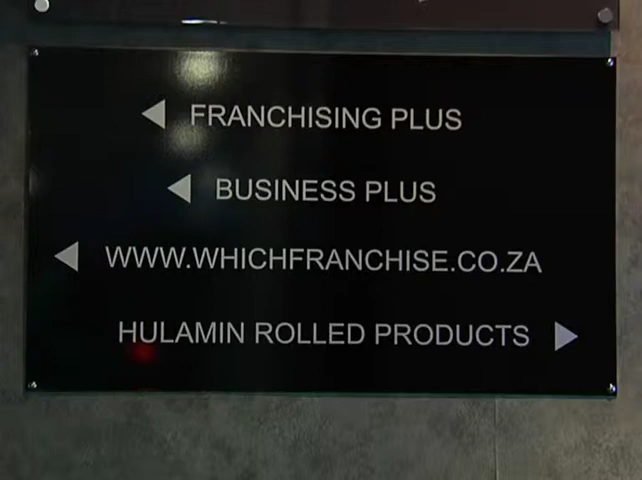 FRANCHISING PLUS
BUSINESS PLUS
WWW.WHICHFRANCHISE.CO.ZA
HULAMIN ROLLED PRODUCTS